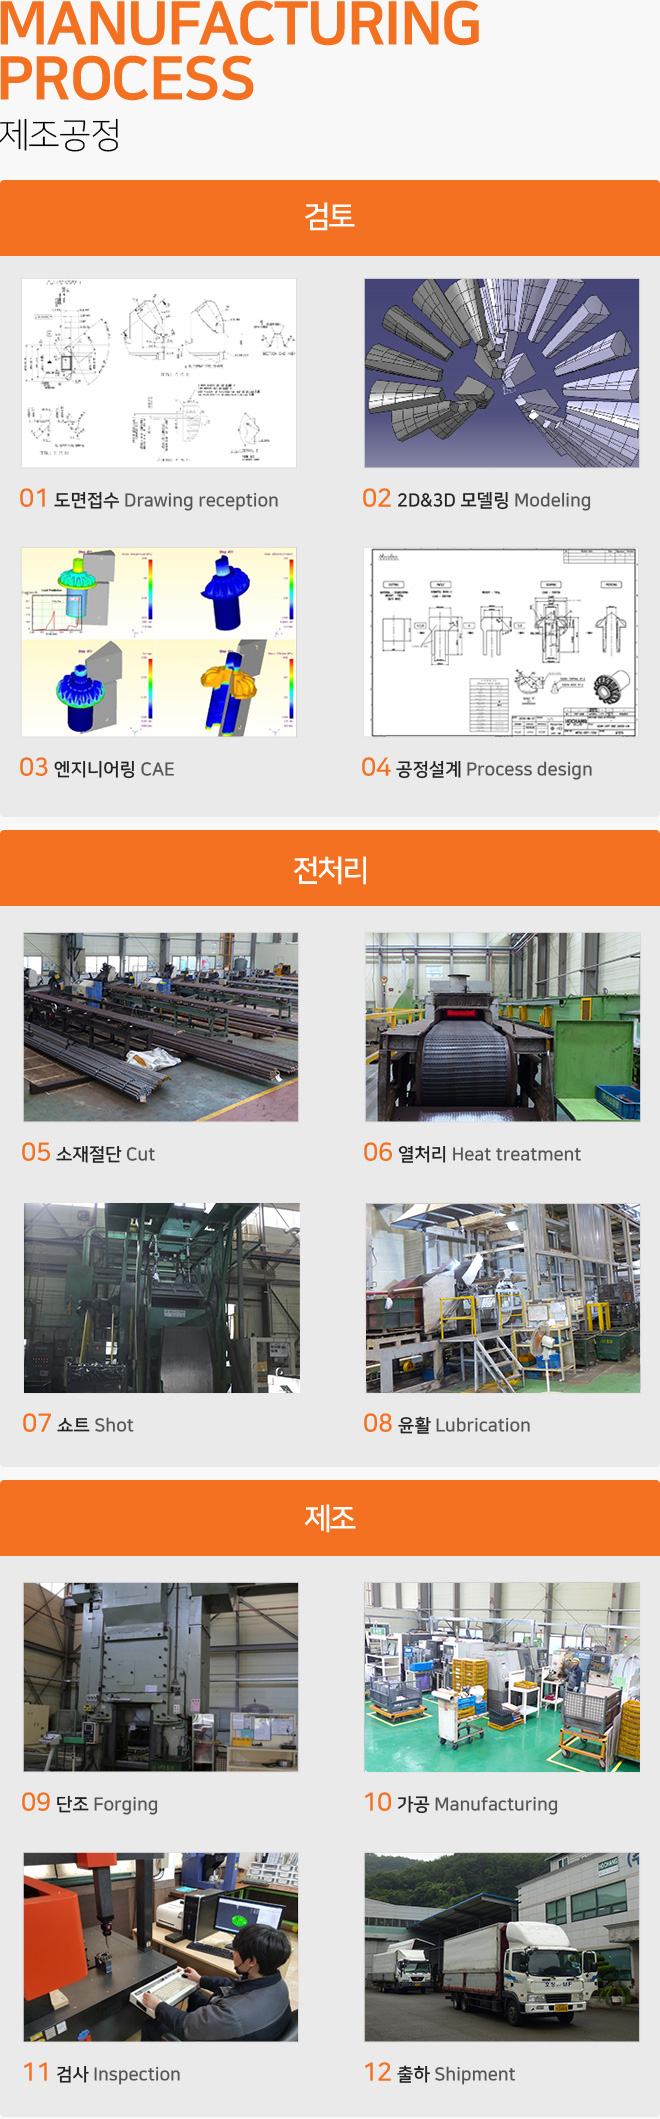 MANUFACTURING
PROCESS
제조공정
검토
01 도면접수 Drawing reception
02 2D&3D 모델링 Modeling
03 엔지니어링 CAE
04 공정설계 Process design
전처리
05 소재절단 Cut
06 열처리 Heat treatment
07 쇼트 Shot
08 윤활 Lubrication
제조
09 단조 Forging
10 가공 Manufacturing
11 검사 Inspection
12 출하 Shipment